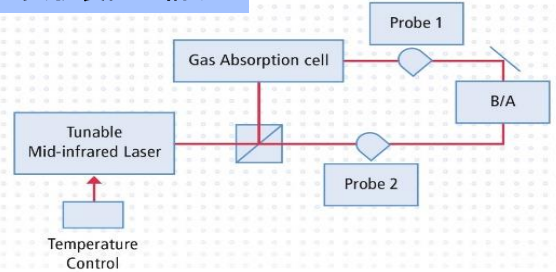 Probe 1
Gas Absorption cell
B/A
Tunable
Mid-infrared Laser
Probe 2
Temperature
Control